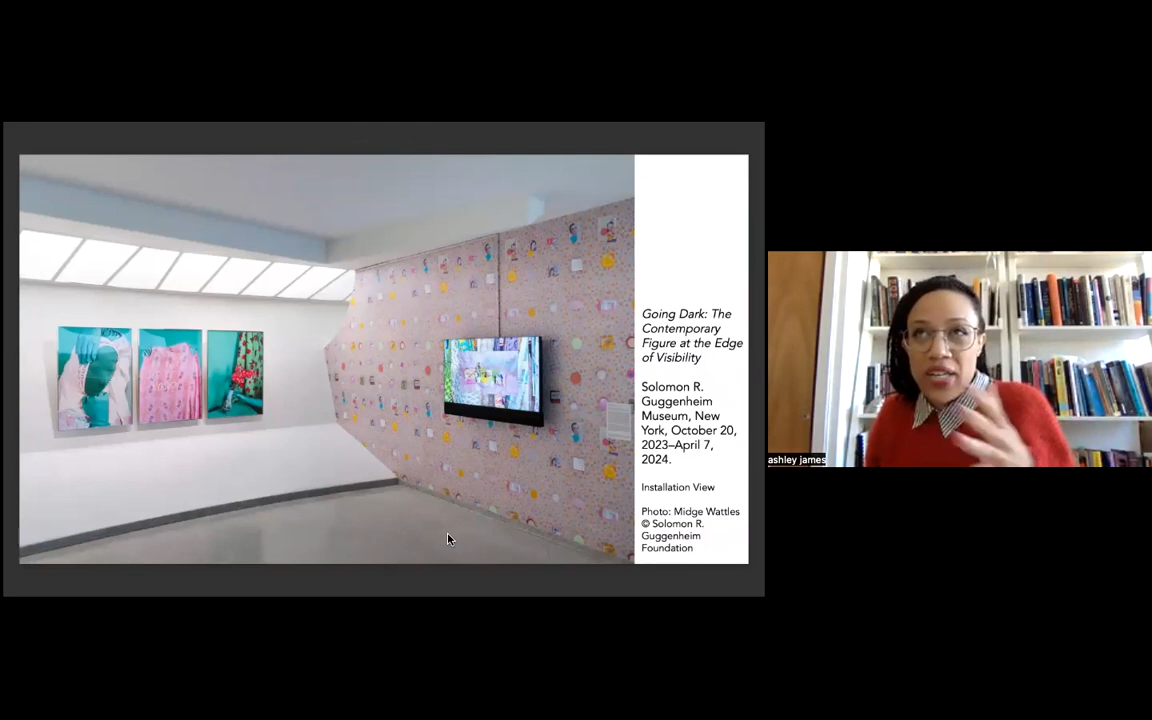 Going Dark: The
Contemporary
Figure at the Edge
of Visibility
Solomon R.
Guggenheim
Museum, New
York, October 20,
2023–April 7,
2024.
Installation View
Photo: Midge Wattles
© Solomon R.
Guggenheim
Foundation
ashley james